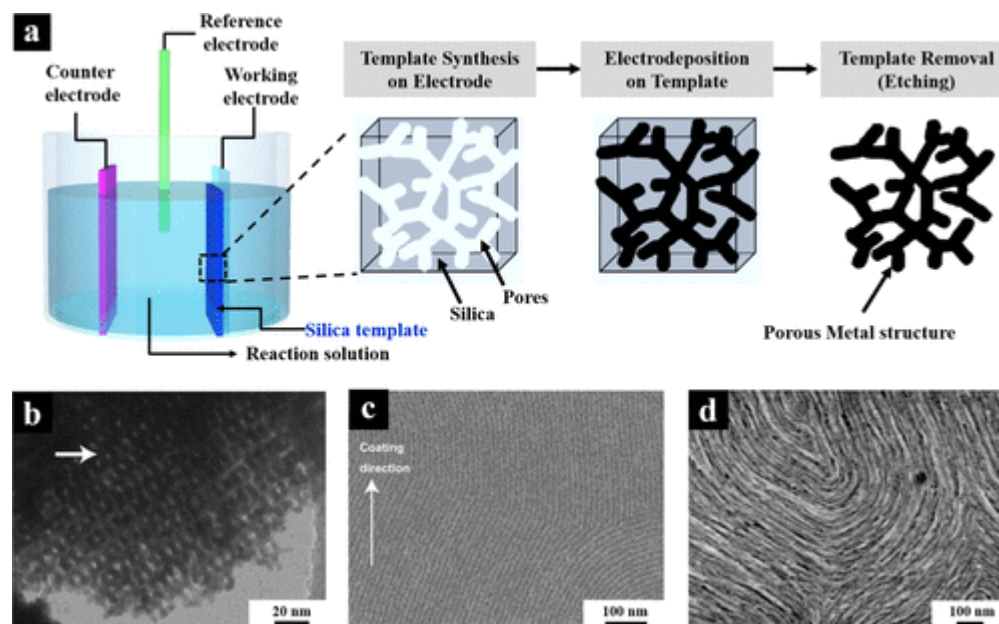 a
Reference
electrode
Counter
electrode
Working
electrode
Template Synthesis
on Electrode
Electrodeposition
on Template
Template Removal
(Etching)
Silica
Pores
Silica template
Reaction solution
Porous Metal structure
b
20 nm
c
Coating
direction
100 nm
d
100 nm